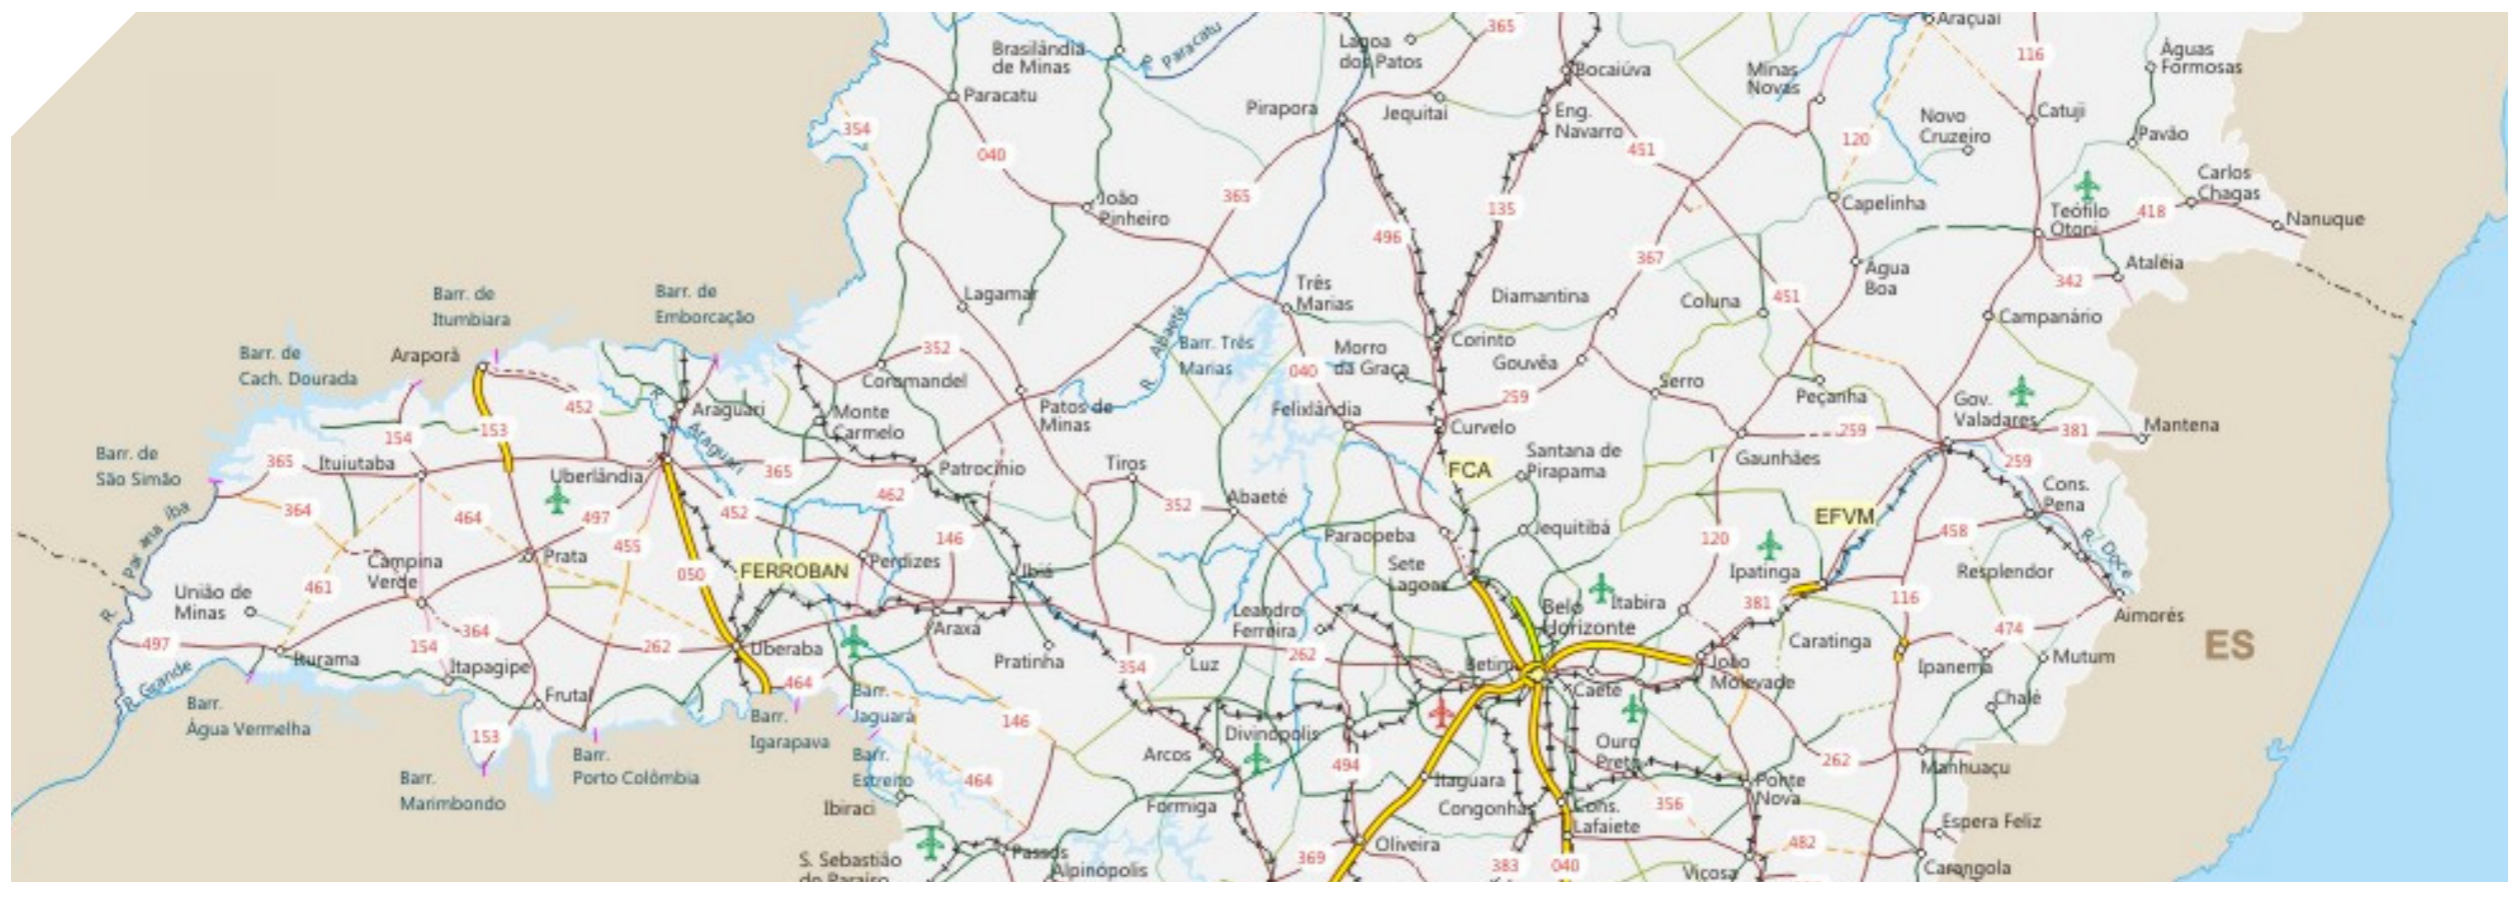 Araçuaí
365
116
Lagoa
dos Patos
Brasilândia
de Minas
R. Paracatu
Águas
Formosas
Bocaiúva
Minas
Novas
Paracatu
Pirapora
Jequitaí
Eng.
Navarro
Catuji
Novo
Cruzeiro
354
Pavão
120
040
451
Carlos
Chagas
365
João
Pinheiro
135
Capelinha
Teófilo
Otoni
418
Nanuque
496
367
Água
Boa
Ataléia
342
Barr. de
Itumbiara
Barr. de
Emborcação
Lagamar
Três
Marias
Diamantina
Coluna
451
Campanário
R. Abaeté
Barr. Três
Marias
Corinto
Morro
da Graça
Gouvêa
352
Araporã
Barr. de
Cach. Dourada
Coromandel
040
Serro
Peçanha
259
452
Araguari
R. Araguari
Monte
Carmelo
Patos de
Minas
Felixlândia
Curvelo
Gov.
Valadares
259
381
Mantena
154
153
Barr. de
São Simão
365
Ituiutaba
Uberlândia
365
Patrocínio
Tiros
FCA
Santana de
Pirapama
Gaunhães
259
364
464
497
452
462
352
Abaeté
Cons.
Pena
Paranaíba
R.
455
146
Paraopeba
Jequitibá
120
EFVM
458
Campina
Verde
Prata
050
FERROBAN
Perdizes
Ibiá
Sete
Lagoas
Ipatinga
Resplendor
R. Doce
União de
Minas
461
Leandro
Ferreira
Belo
Horizonte
Itabira
381
116
Aimorés
497
364
154
262
Uberaba
Araxá
Pratinha
354
Luz
262
Betim
João
Molevade
Caratinga
474
Ipanema
Mutum
ES
Iturama
Itapagipe
R. Grande
Frutal
464
Caeté
Chalé
Barr.
Água Vermelha
Barr.
Igarapava
Barr.
Jaguara
146
Divinópolis
153
Barr.
Porto Colômbia
Barr.
Estreito
Arcos
494
Ouro
Preto
262
Manhuaçu
Barr.
Marimbondo
464
Itaguara
Ponte
Nova
Ibiraci
Formiga
Congonhas
Cons.
Lafaiete
356
Espera Feliz
S. Sebastião
do Paraíso
Passos
Alpinópolis
369
Oliveira
383
040
482
Viçosa
Carangola